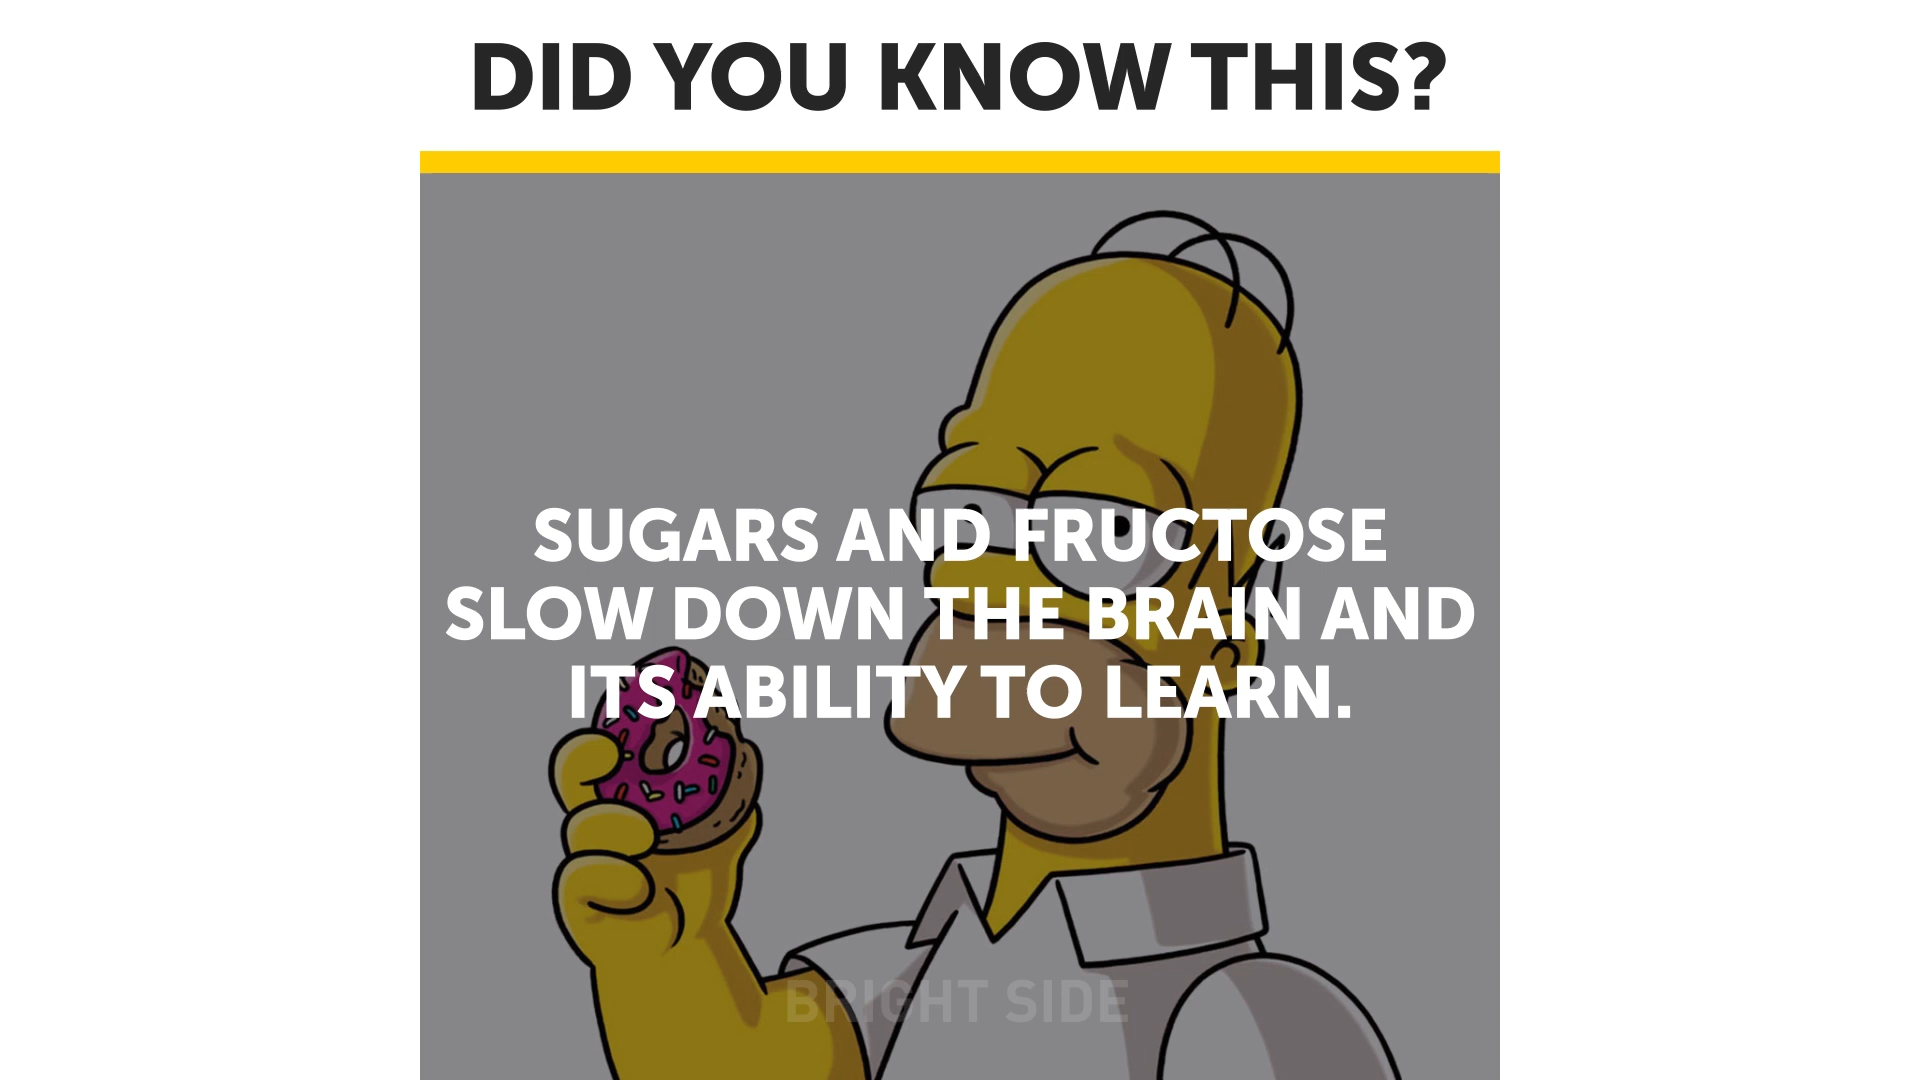 DID YOU KNOW THIS?
SUGARS AND FRUCTOSE
SLOW DOWN THE BRAIN AND
ITS ABILITY TO LEARN.
BRIGHT SIDE